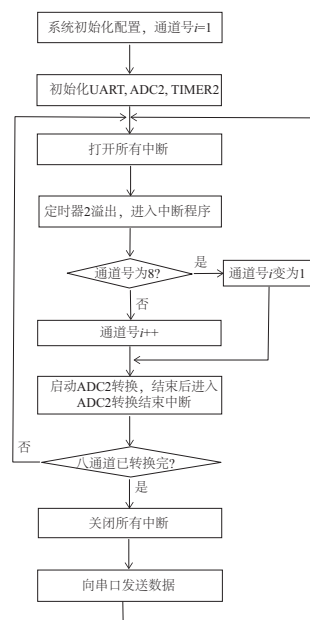 系统初始化配置，通道号i=1
初始化UART, ADC2, TIMER2
打开所有中断
定时器2溢出，进入中断程序
通道号为8?
是
通道号i变为1
否
通道号i++
启动ADC2转换，结束后进入
ADC2转换结束中断
否
八通道已转换完?
是
关闭所有中断
向串口发送数据